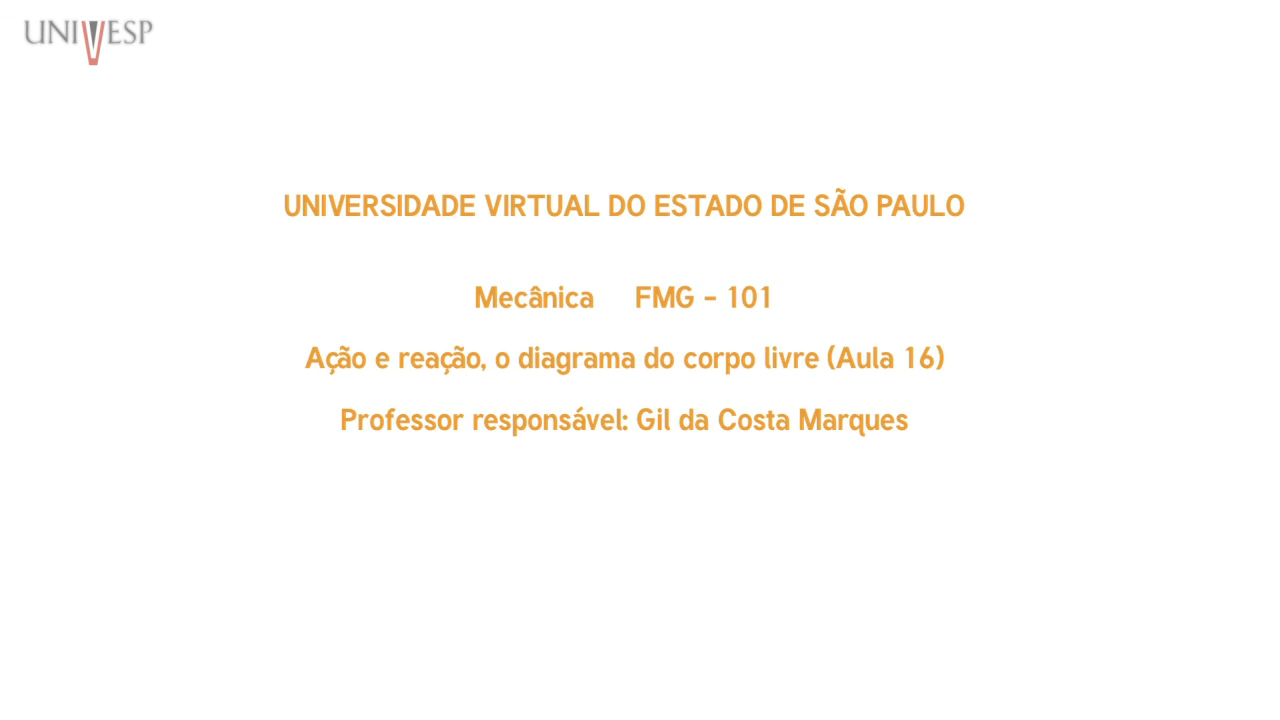 UNIVESP
UNIVERSIDADE VIRTUAL DO ESTADO DE SÃO PAULO
Mecânica FMG - 101
Ação e reação, o diagrama do corpo livre (Aula 16)
Professor responsável: Gil da Costa Marques